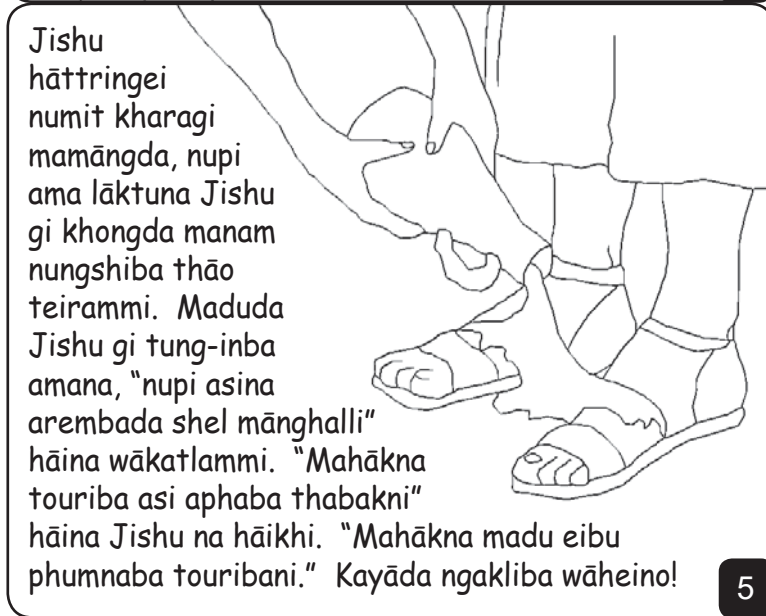 Jishu
hāttringei
numit kharagi
mamāngda, nupi
ama lāktuna Jishu
gi khongda manam
nungshiba thāo
teirammi.  Maduda
Jishu gi tung-inba
amana, “nupi asina
arembada shel mānghalli”
hāina wākatlammi.  “Mahākna
touriba asi aphaba thabakni”
hāina Jishu na hāikhi.  “Mahākna madu eibu
phumnaba touribani.”  Kayāda ngakliba wāheino!
5